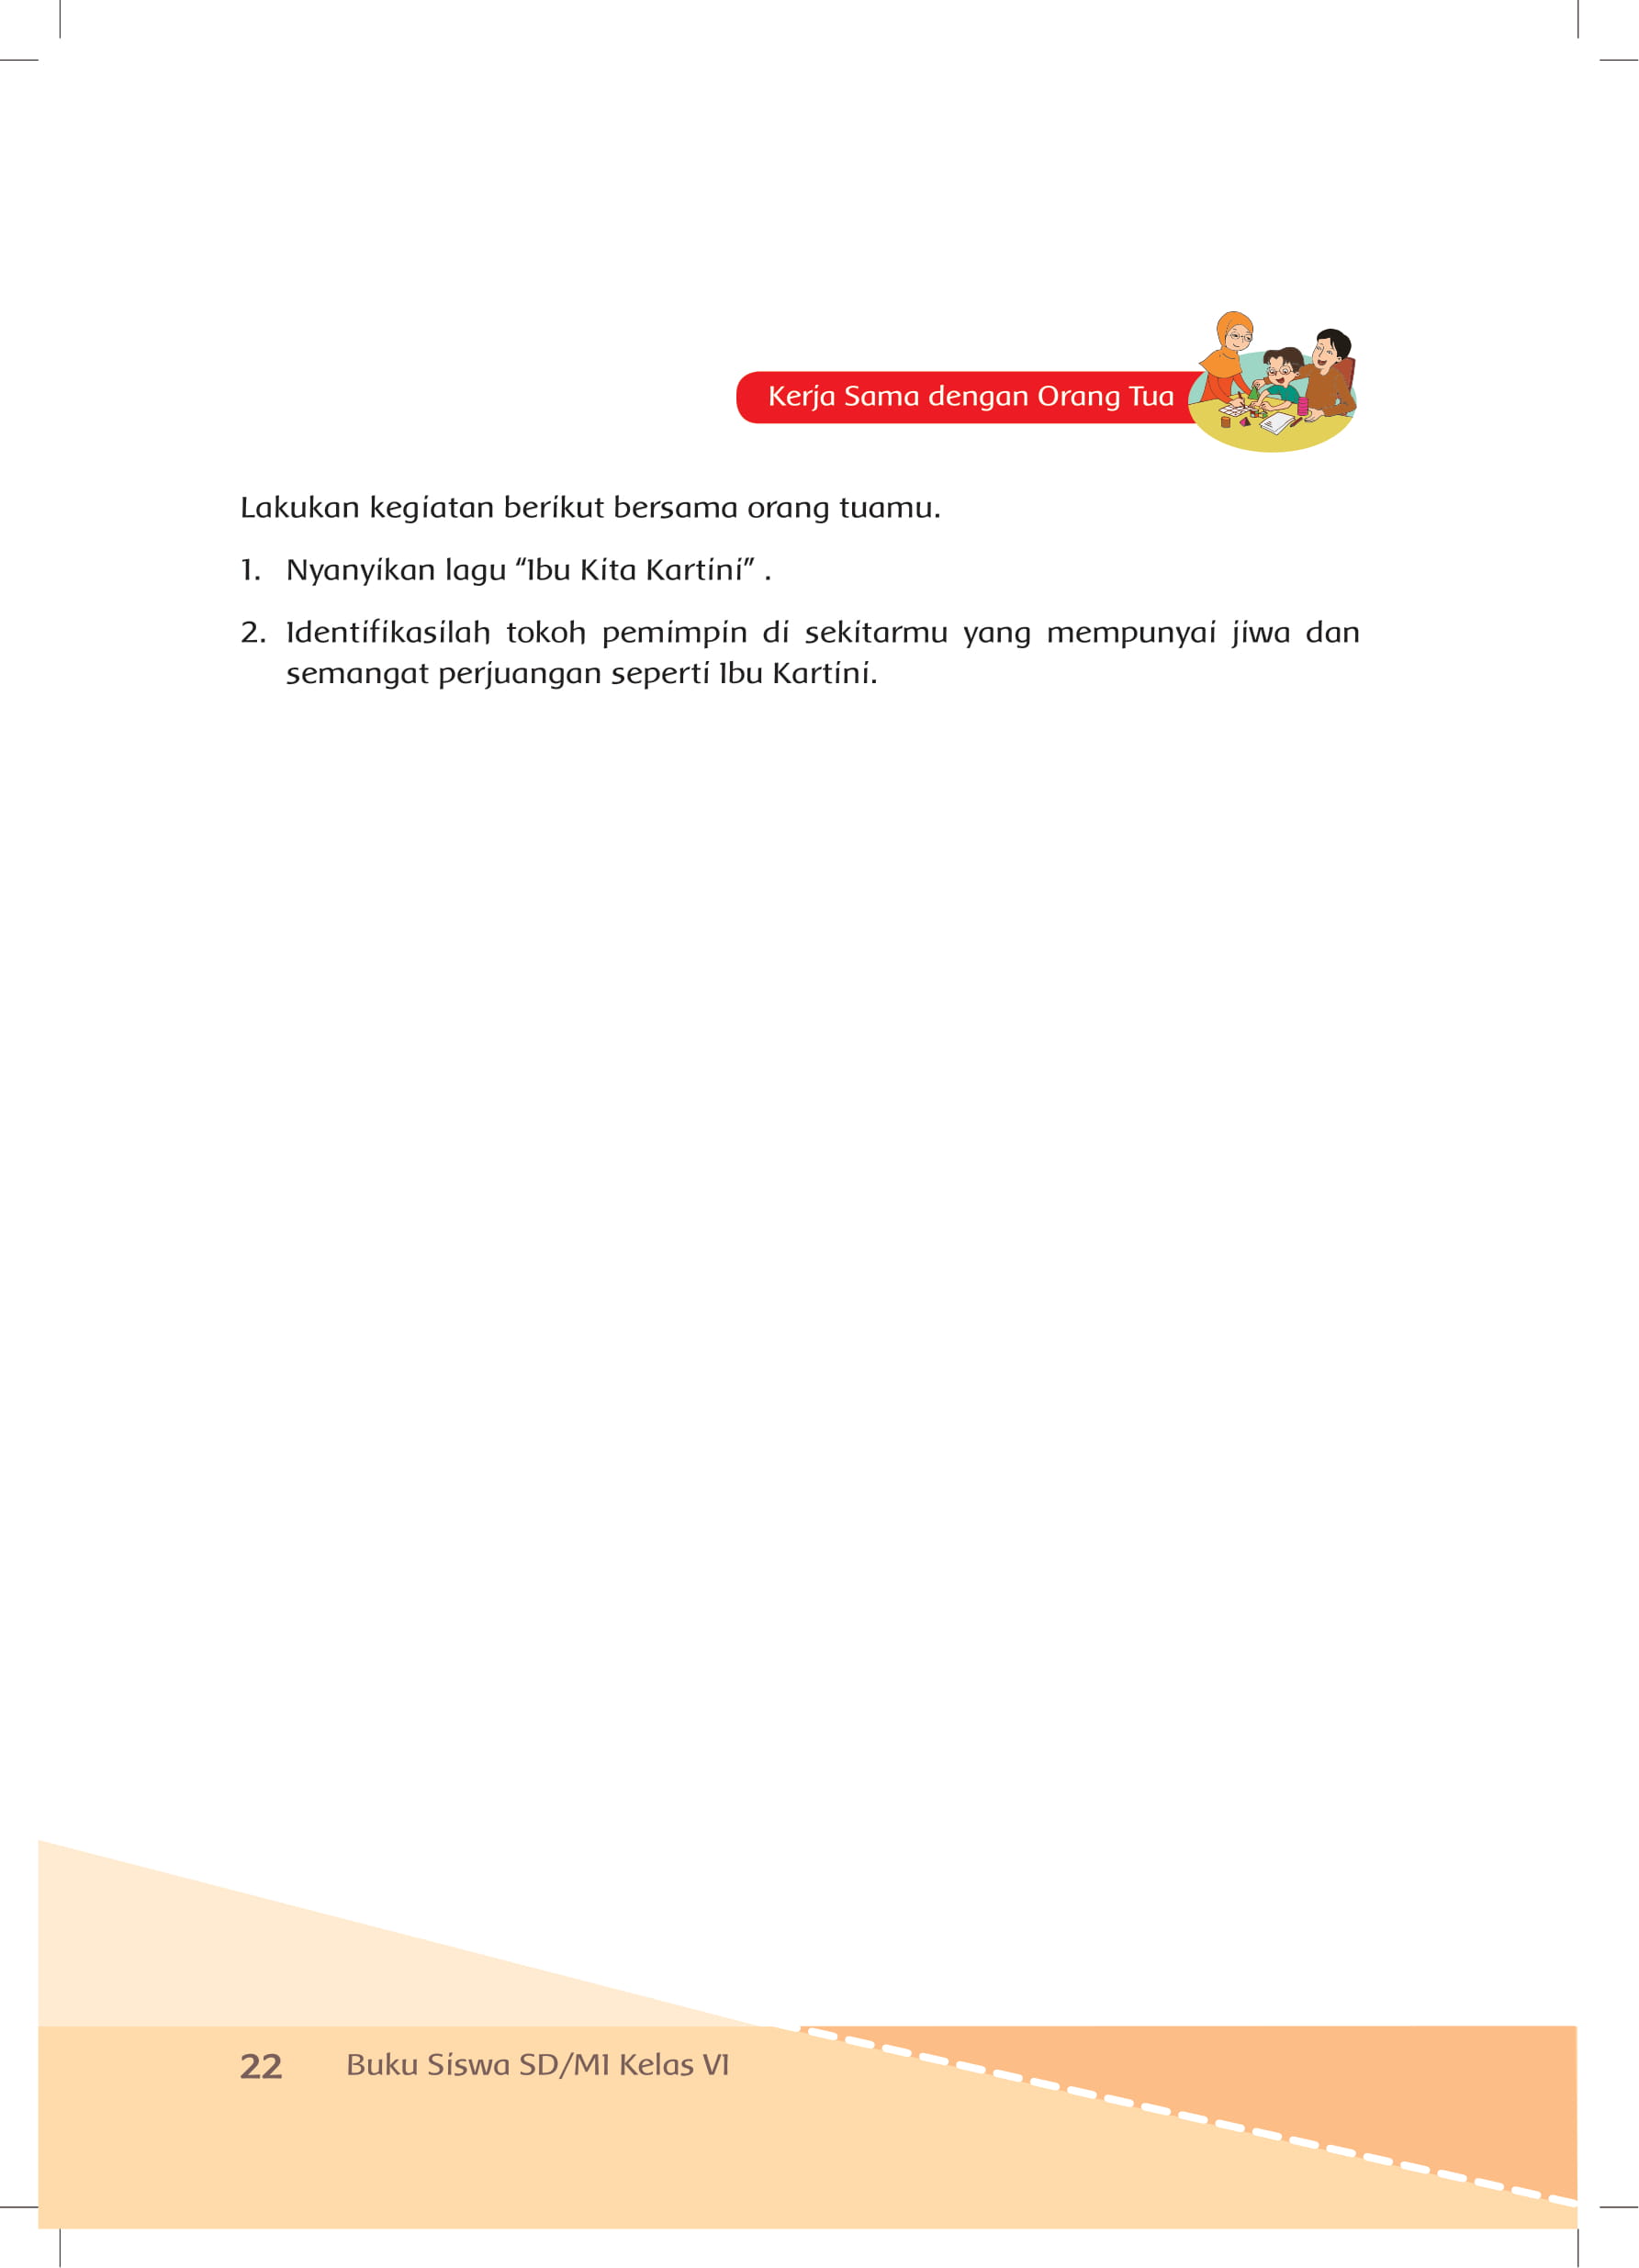 Kerja Sama dengan Orang Tua
Lakukan kegiatan berikut bersama orang tuamu.
1. Nyanyikan lagu “Ibu Kita Kartini” .
2. Identifikasilah tokoh pemimpin di sekitarmu yang mempunyai jiwa dan
semangat perjuangan seperti Ibu Kartini.
22 Buku Siswa SD/MI Kelas VI